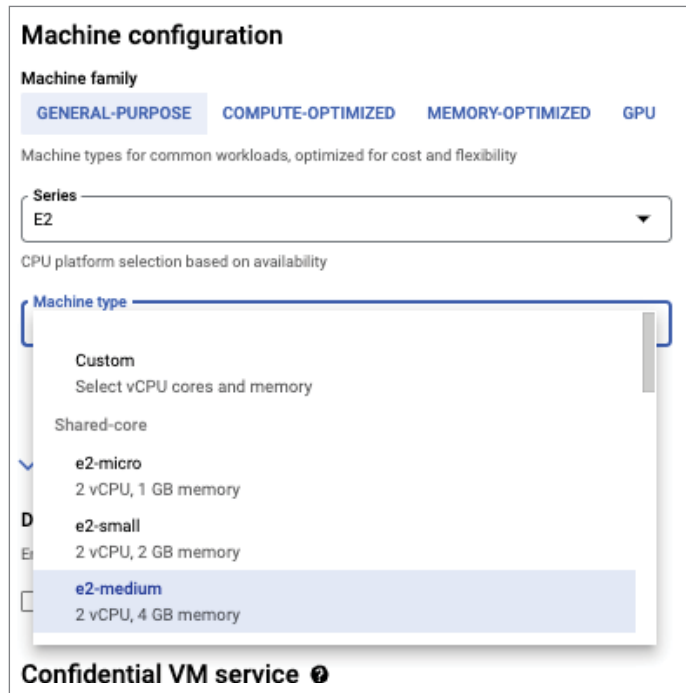 Machine configuration
Machine family
GENERAL-PURPOSE COMPUTE-OPTIMIZED MEMORY-OPTIMIZED GPU
Machine types for common workloads, optimized for cost and flexibility
Series
E2
CPU platform selection based on availability
Machine type
Custom
Select vCPU cores and memory
Shared-core
e2-micro
2 vCPU, 1 GB memory
D
e2-small
En
2 vCPU, 2 GB memory
e2-medium
2 vCPU, 4 GB memory
Confidential VM service ?